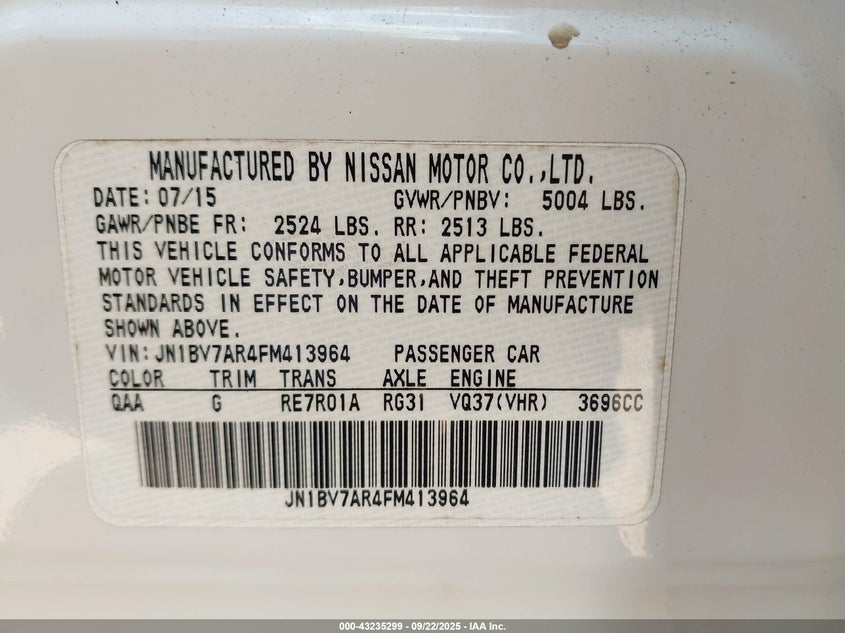 MANUFACTURED BY NISSAN MOTOR CO.,LTD.
DATE: 07/15 GVWR/PNBV: 5004 LBS.
GAWR/PNBE FR: 2524 LBS. RR: 2513 LBS.
THIS VEHICLE CONFORMS TO ALL APPLICABLE FEDERAL
MOTOR VEHICLE SAFETY,BUMPER,AND THEFT PREVENTION
STANDARDS IN EFFECT ON THE DATE OF MANUFACTURE
SHOWN ABOVE.
VIN: JN1BV7AR4FM413964 PASSENGER CAR
COLOR TRIM TRANS AXLE ENGINE
QAA G RE7R01A RG31 VQ37(VHR) 3696CC
JN1BV7AR4FM413964
000-43235299 - 09/22/2025 - IAA Inc.